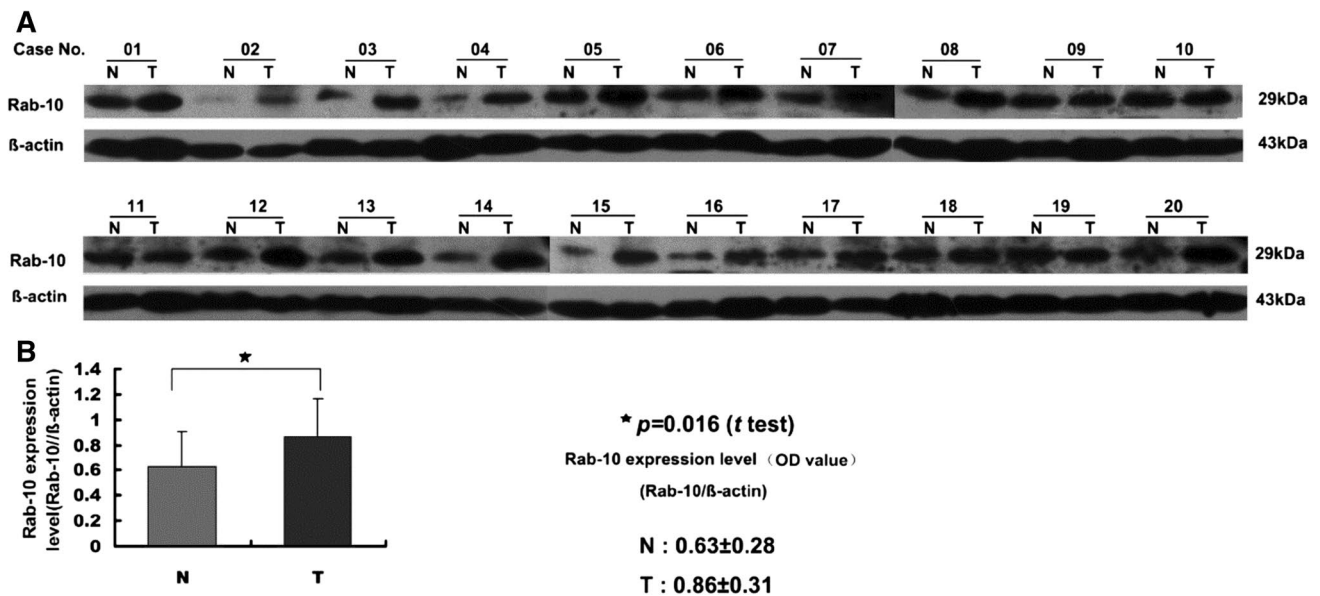 A
Case No. 01 02 03 04 05 06 07 08 09 10
N T N T N T N T N T N T N T N T N T N T
Rab-10 29kDa
ß-actin 43kDa
11 12 13 14 15 16 17 18 19 20
N T N T N T N T N T N T N T N T N T N T
Rab-10 29kDa
ß-actin 43kDa
B
Rab-10 expression
level(Rab-10//ß-actin)
1.4
1.2
1
0.8
0.6
0.4
0.2
0
N T
★
★ p=0.016 (t test)
Rab-10 expression level（OD value）
(Rab-10/ß-actin)
N : 0.63±0.28
T : 0.86±0.31